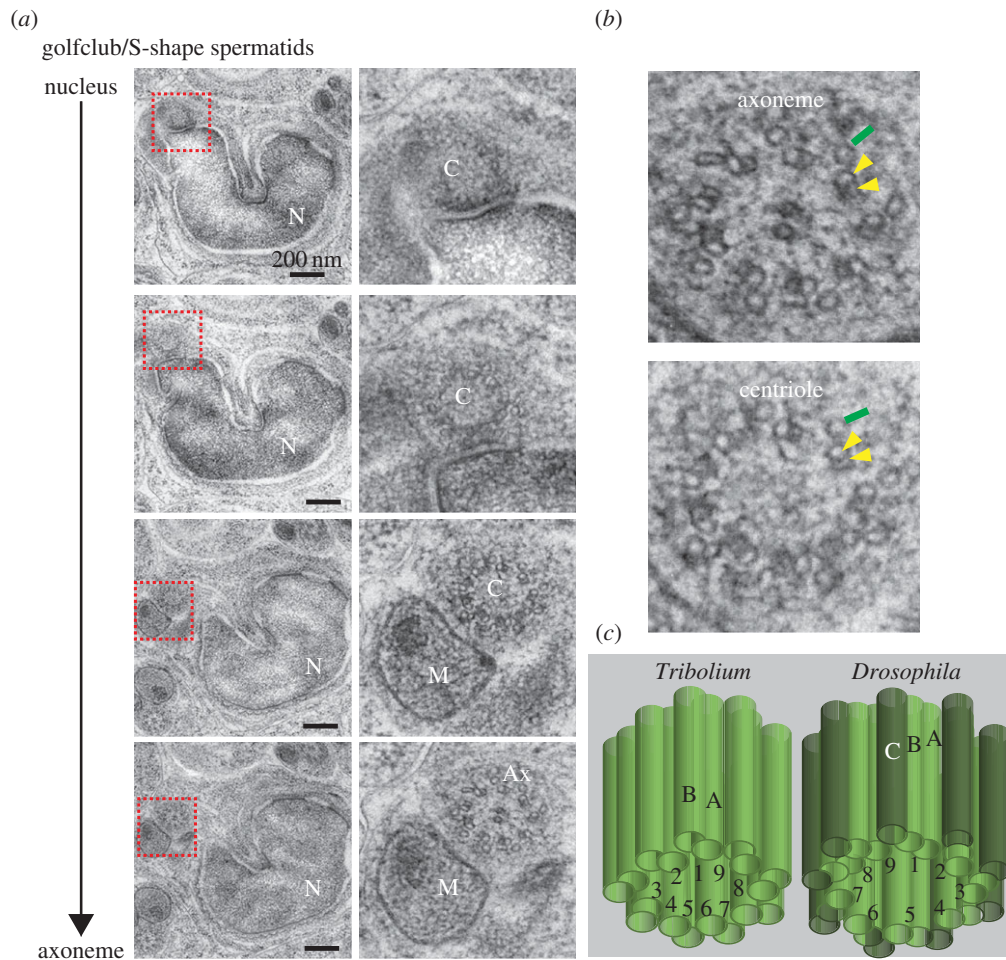 (a)
golfclub/S-shape spermatids
nucleus
N
200 nm
C
N
C
N
C
M
N
Ax
M
axoneme
(b)
axoneme
centriole
(c)
Tribolium
B
A
1
2
3
4
5
6
7
8
9
Drosophila
C
B
A
1
2
3
4
5
6
7
8
9